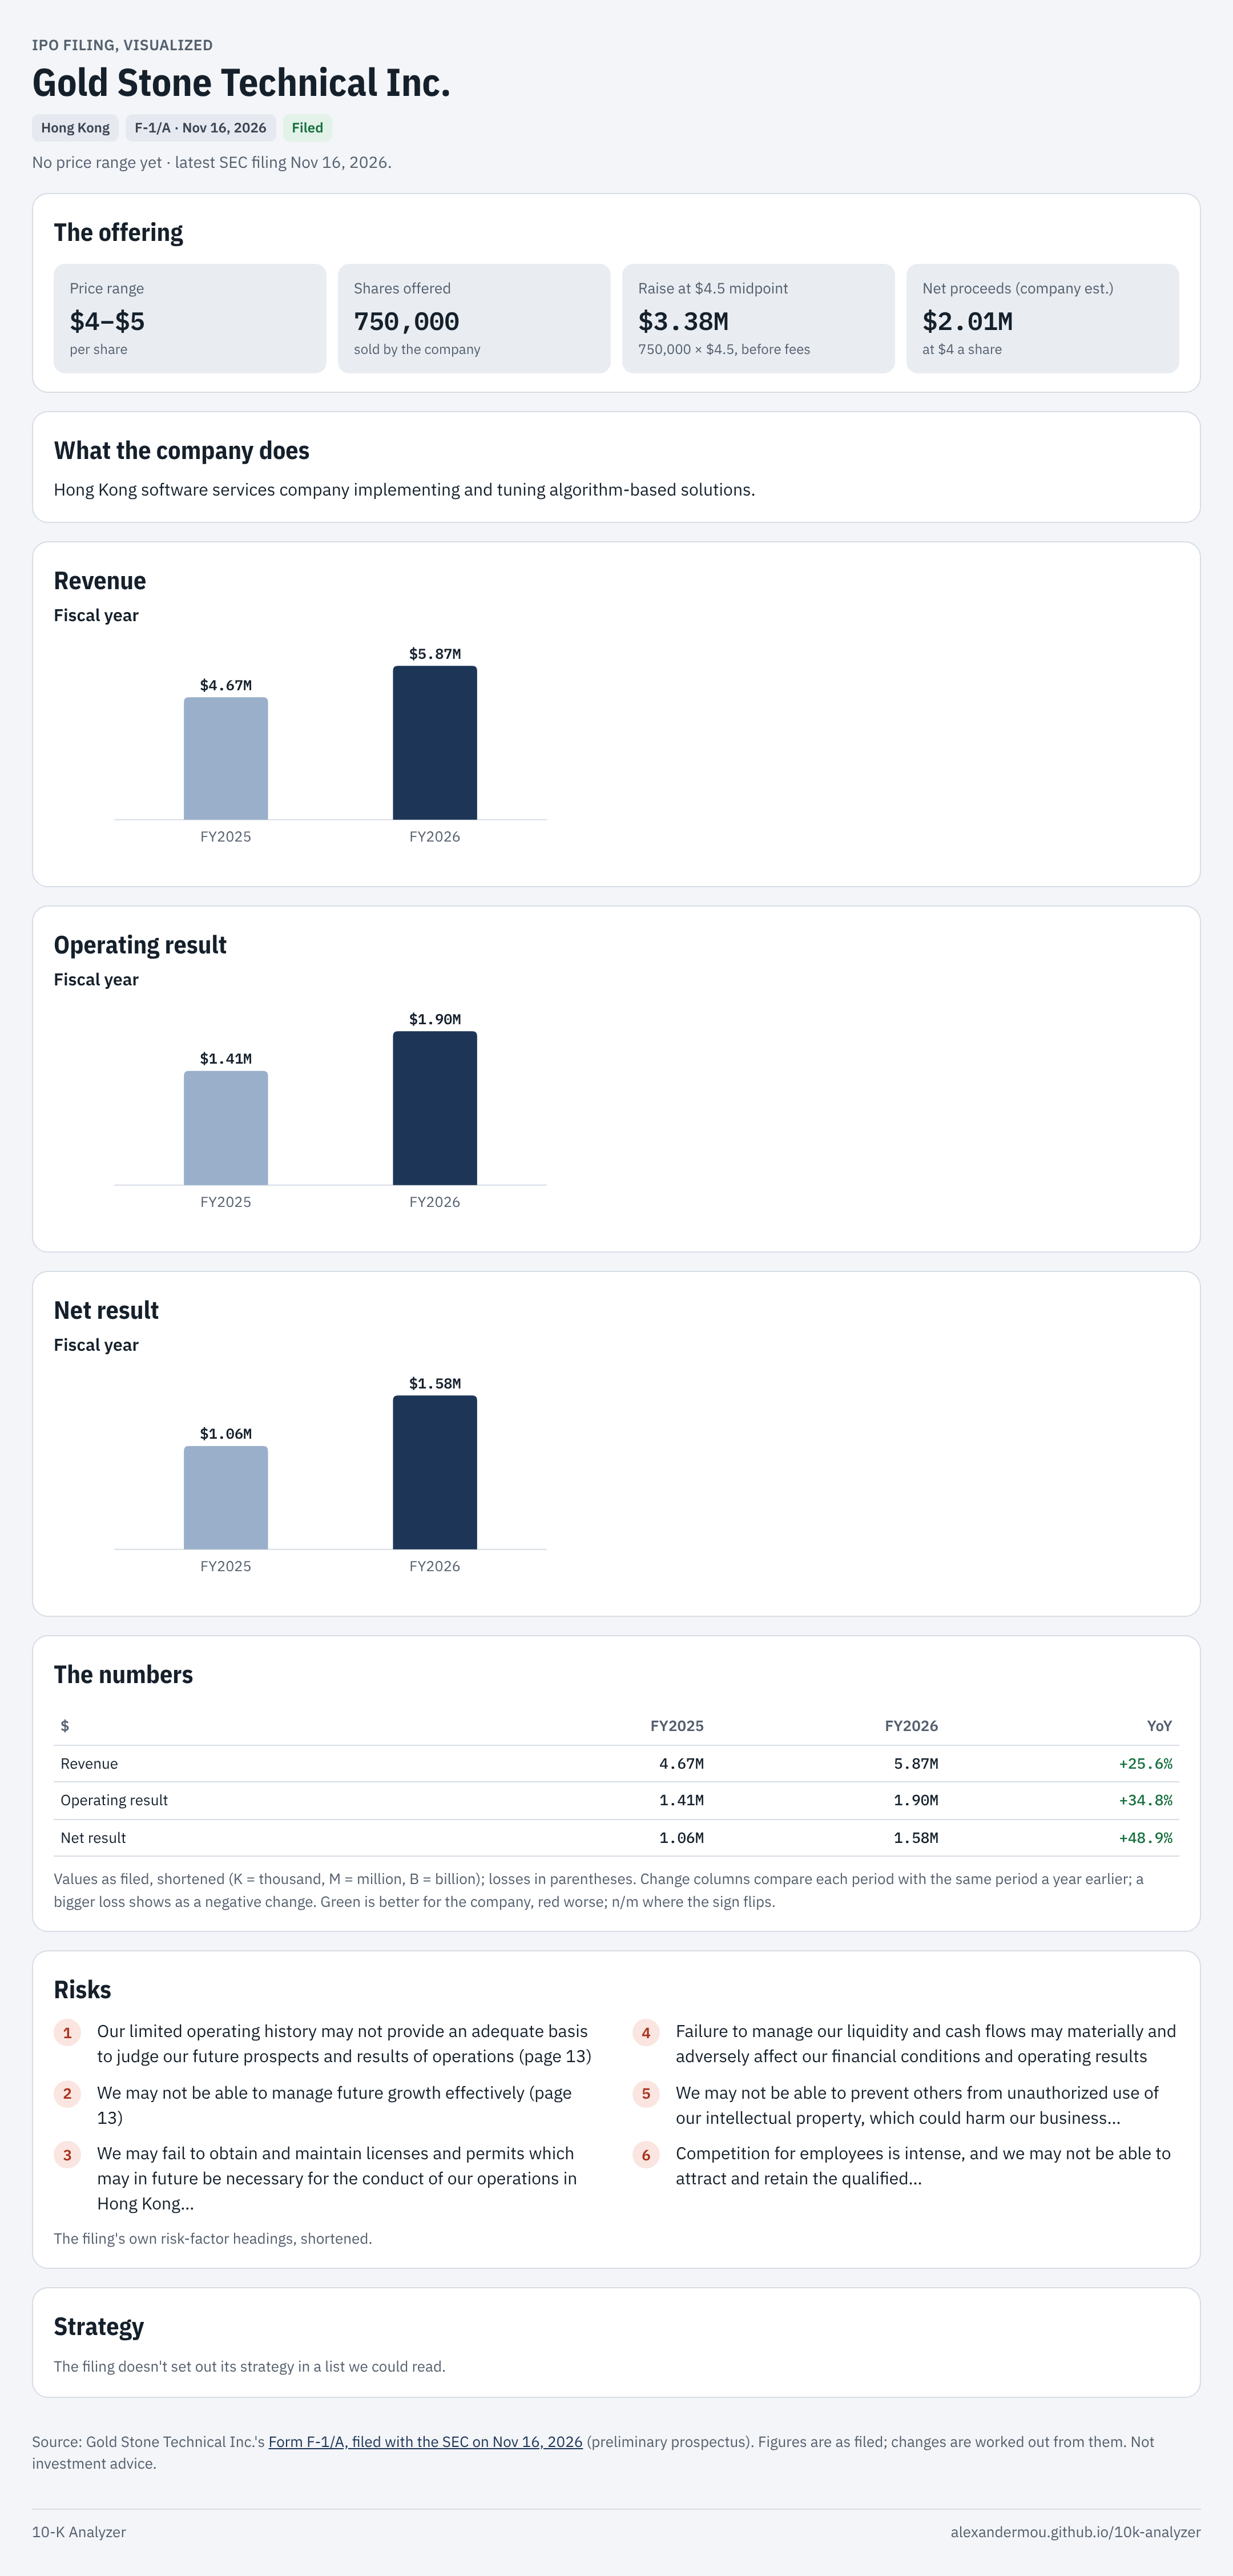 IPO FILING, VISUALIZED
Gold Stone Technical Inc.
Hong Kong
F-1/A · Nov 16, 2026
Filed
No price range yet · latest SEC filing Nov 16, 2026.
The offering
Price range
$4–$5
per share
Shares offered
750,000
sold by the company
Raise at $4.5 midpoint
$3.38M
750,000 × $4.5, before fees
Net proceeds (company est.)
$2.01M
at $4 a share
What the company does
Hong Kong software services company implementing and tuning algorithm-based solutions.
Revenue
Fiscal year
$4.67M
$5.87M
FY2025
FY2026
Operating result
Fiscal year
$1.41M
$1.90M
FY2025
FY2026
Net result
Fiscal year
$1.06M
$1.58M
FY2025
FY2026
The numbers
$ FY2025 FY2026 YoY
Revenue 4.67M 5.87M +25.6%
Operating result 1.41M 1.90M +34.8%
Net result 1.06M 1.58M +48.9%
Values as filed, shortened (K = thousand, M = million, B = billion); losses in parentheses. Change columns compare each period with the same period a year earlier; a
bigger loss shows as a negative change. Green is better for the company, red worse; n/m where the sign flips.
Risks
1 Our limited operating history may not provide an adequate basis
to judge our future prospects and results of operations (page 13)
2 We may not be able to manage future growth effectively (page
13)
3 We may fail to obtain and maintain licenses and permits which
may in future be necessary for the conduct of our operations in
Hong Kong...
4 Failure to manage our liquidity and cash flows may materially and
adversely affect our financial conditions and operating results
5 We may not be able to prevent others from unauthorized use of
our intellectual property, which could harm our business...
6 Competition for employees is intense, and we may not be able to
attract and retain the qualified...
The filing's own risk-factor headings, shortened.
Strategy
The filing doesn't set out its strategy in a list we could read.
Source: Gold Stone Technical Inc.'s Form F-1/A, filed with the SEC on Nov 16, 2026 (preliminary prospectus). Figures are as filed; changes are worked out from them. Not
investment advice.
10-K Analyzer
alexandermou.github.io/10k-analyzer